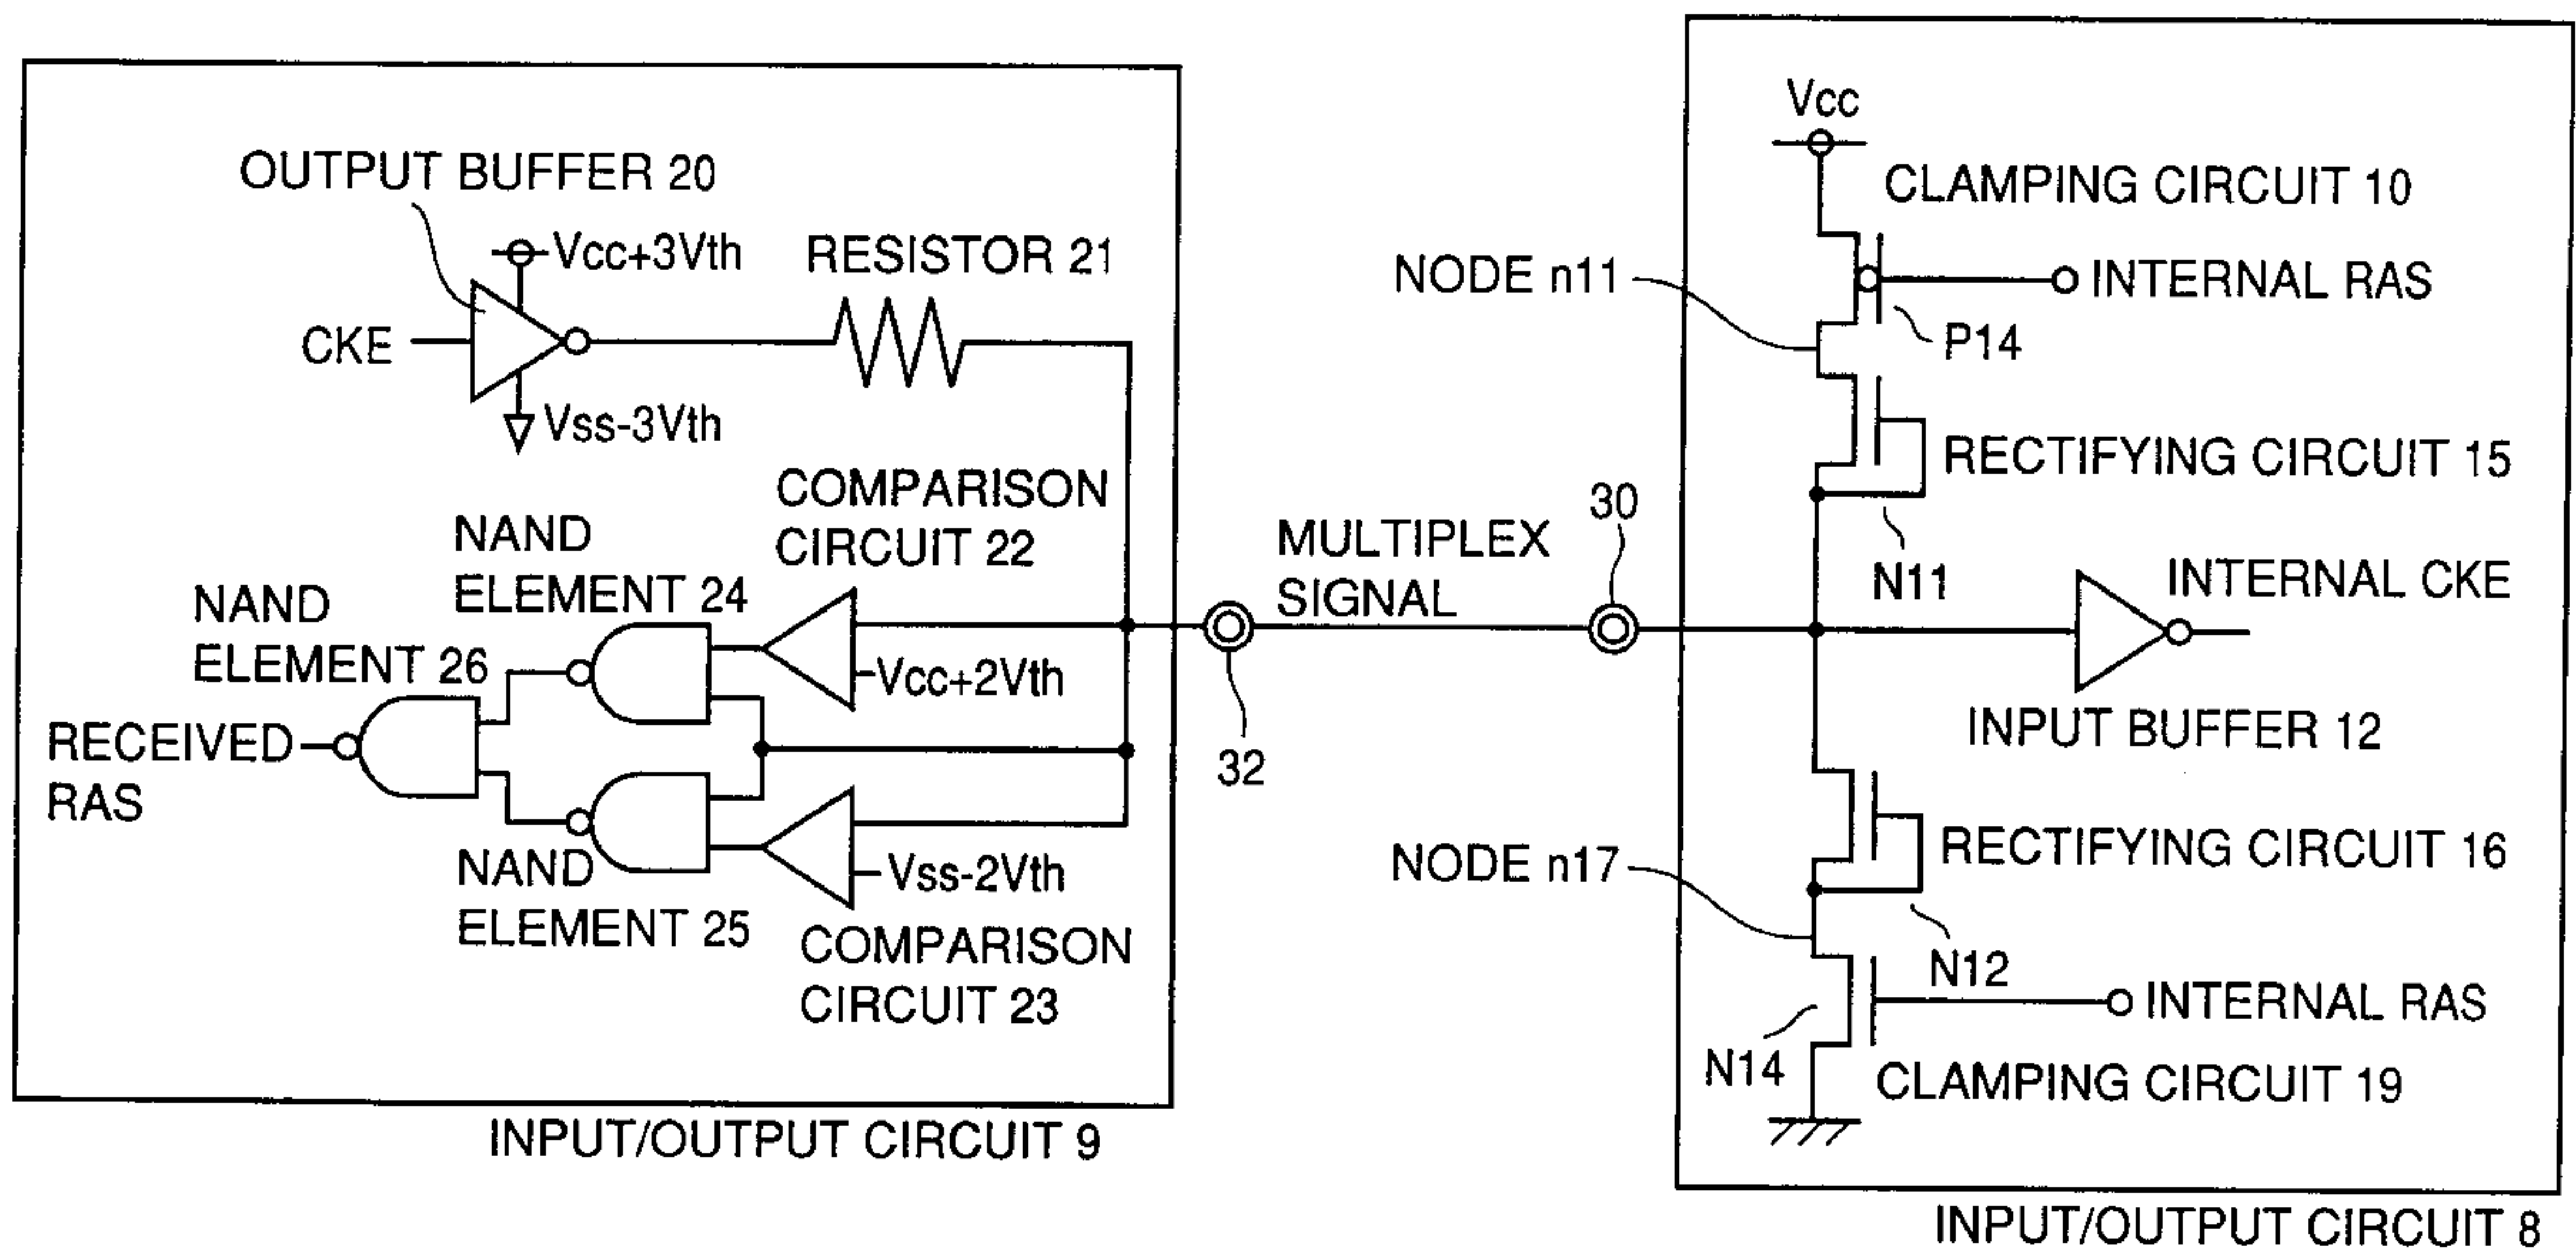 OUTPUT BUFFER 20
Vcc+3Vth
RESISTOR 21
CKE
Vss-3Vth
COMPARISON
CIRCUIT 22
NAND
ELEMENT 24
NAND
ELEMENT 26
Vcc+2Vth
RECEIVED
RAS
Vss-2Vth
NAND
ELEMENT 25
COMPARISON
CIRCUIT 23
INPUT/OUTPUT CIRCUIT 9
MULTIPLEX
SIGNAL
32
30
Vcc
CLAMPING CIRCUIT 10
NODE n11
INTERNAL RAS
P14
RECTIFYING CIRCUIT 15
N11
INTERNAL CKE
INPUT BUFFER 12
RECTIFYING CIRCUIT 16
NODE n17
N12
INTERNAL RAS
N14
CLAMPING CIRCUIT 19
INPUT/OUTPUT CIRCUIT 8